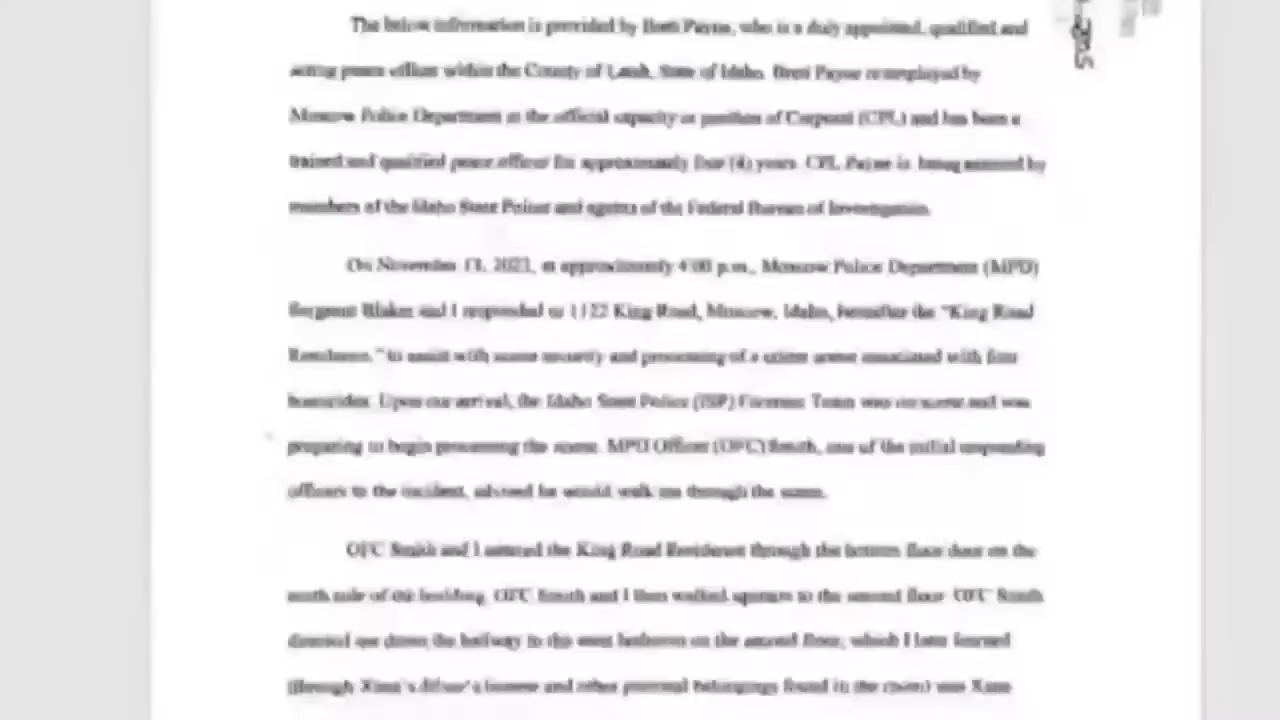 The below information is provided by Brett Payne, who is a duly appointed, qualified and
acting peace officer within the County of Latah, State of Idaho. Brett Payne is employed by
Moscow Police Department in the official capacity or position of Corporal (CPL) and has been a
trained and qualified peace officer for approximately four (4) years. CPL Payne is being assisted by
members of the Idaho State Police and agents of the Federal Bureau of Investigation.
On November 13, 2022, at approximately 4:00 p.m., Moscow Police Department (MPD)
Sergeant Blaker and I responded to 1122 King Road, Moscow, Idaho, hereafter the "King Road
Residence," to assist with scene security and processing of a crime scene associated with four
homicides. Upon our arrival, the Idaho State Police (ISP) Forensic Team was on scene and was
preparing to begin processing the scene. MPD Officer (OFC) Smith, one of the initial responding
officers to the incident, advised he would walk me through the scene.
OFC Smith and I entered the King Road Residence through the bottom floor door on the
north side of the building. OFC Smith and I then walked upstairs to the second floor. OFC Smith
directed me down the hallway to the west bedroom on the second floor, which I later learned
(through Xana's driver's license and other personal belongings found in the room) was Xana